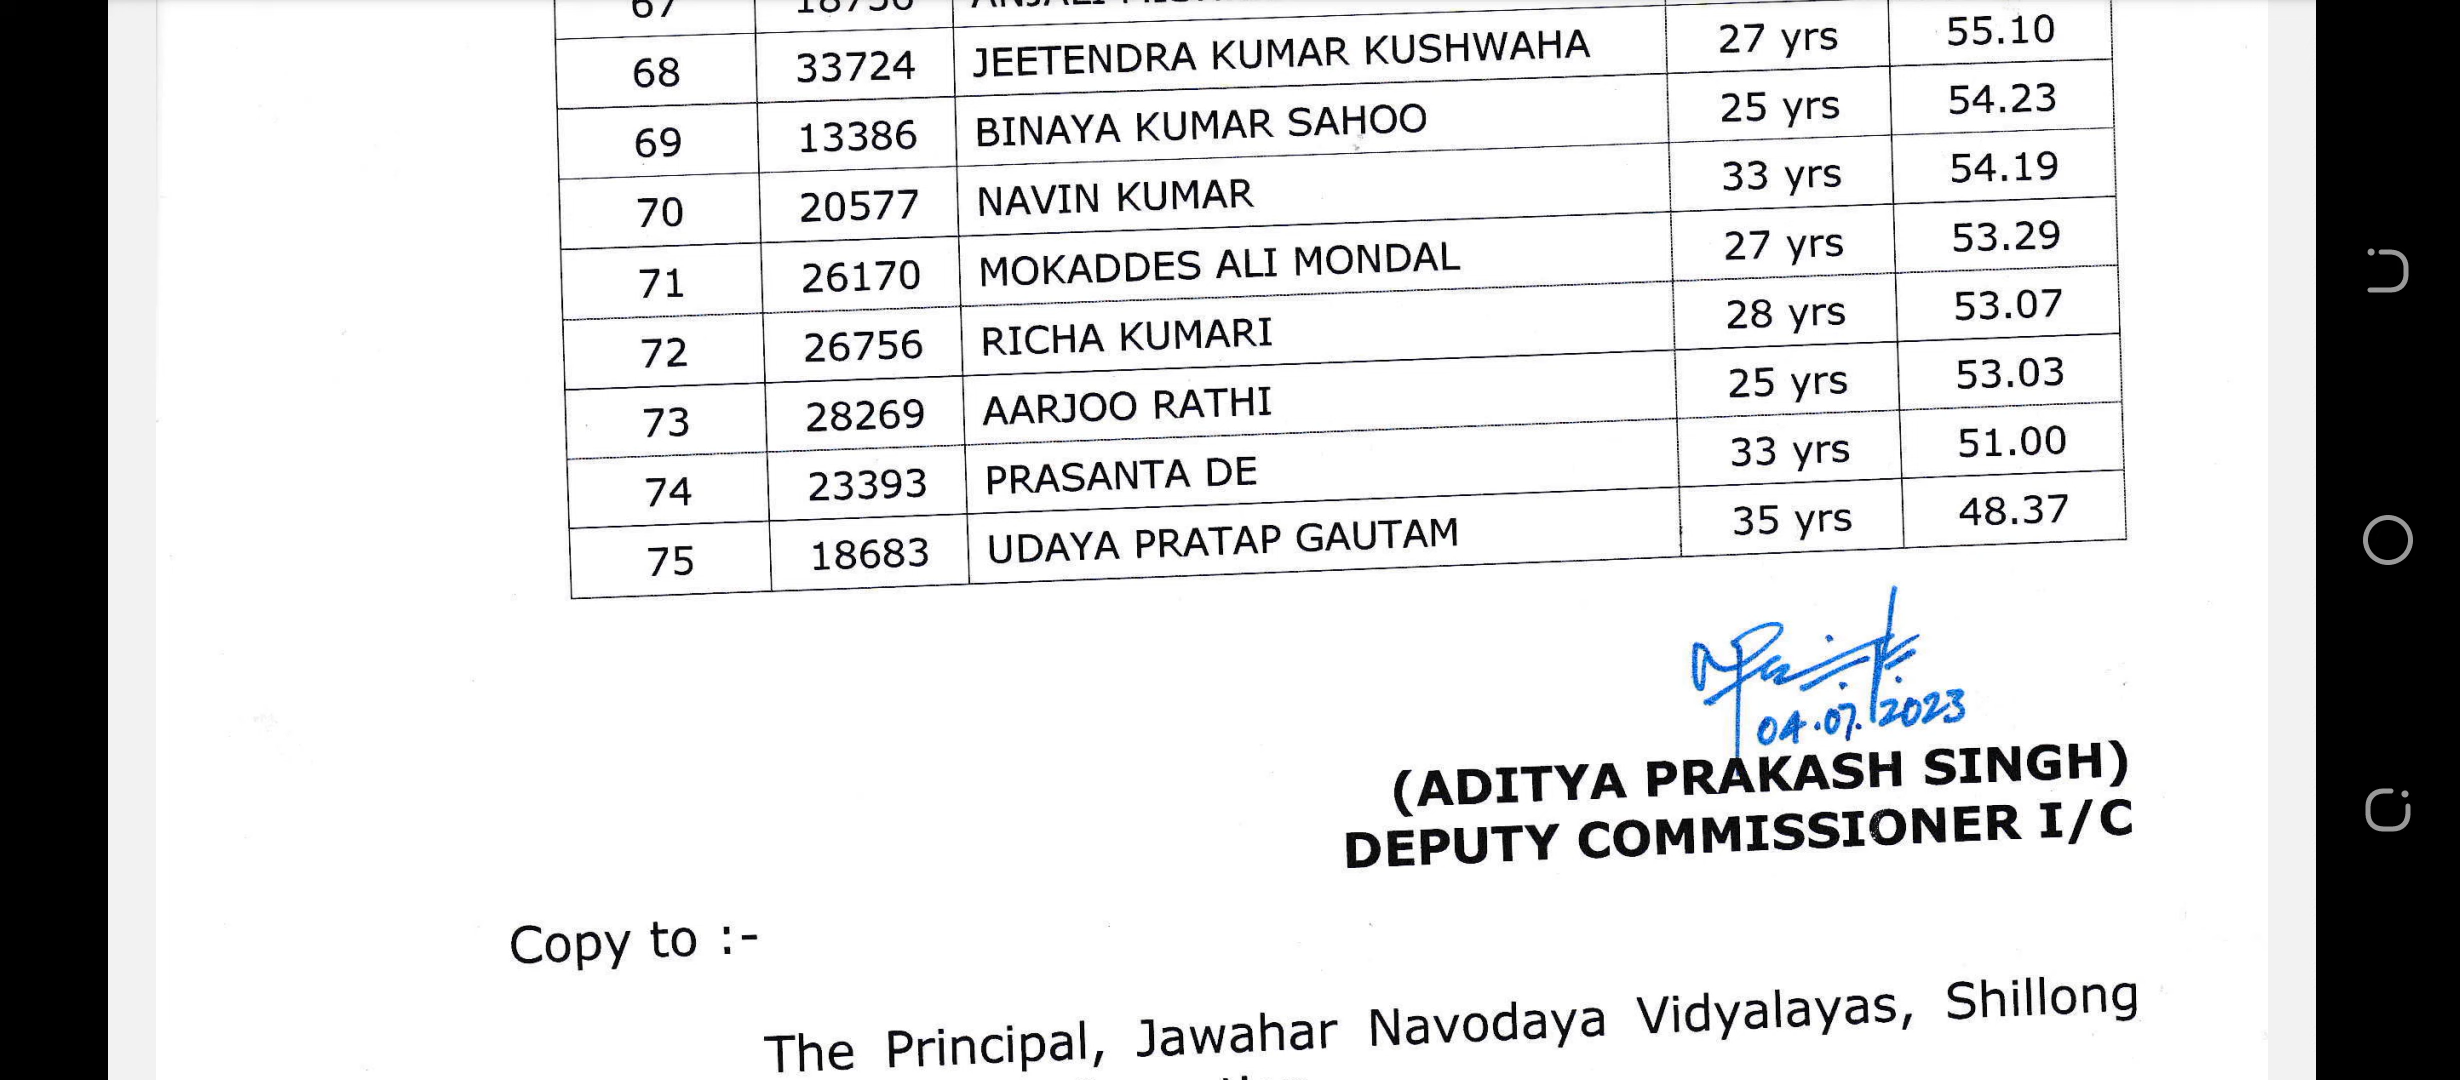 67
68 33724 JEETENDRA KUMAR KUSHWAHA 27 yrs 55.10
69 13386 BINAYA KUMAR SAHOO 25 yrs 54.23
70 20577 NAVIN KUMAR 33 yrs 54.19
71 26170 MOKADDES ALI MONDAL 27 yrs 53.29
72 26756 RICHA KUMARI 28 yrs 53.07
73 28269 AARJOO RATHI 25 yrs 53.03
74 23393 PRASANTA DE 33 yrs 51.00
75 18683 UDAYA PRATAP GAUTAM 35 yrs 48.37
04.07.2023
(ADITYA PRAKASH SINGH)
DEPUTY COMMISSIONER I/C
Copy to :-
The Principal, Jawahar Navodaya Vidyalayas, Shillong